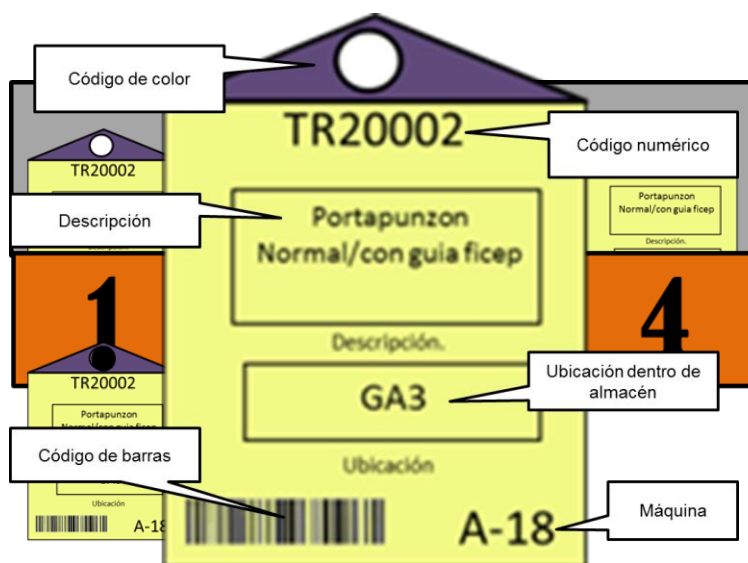 Código de color
TR20002
Código numérico
TR20002
Descripción
Portapunzon
Normal/con guia ficep
Descripción.
Portapunzon
Normal/con guia ficep
Descripción.
1
4
TR20002
Portapunzon
Ubicación dentro de
almacén
GA3
Ubicación
Código de barras
Ubicación
A-18
A-18
Máquina